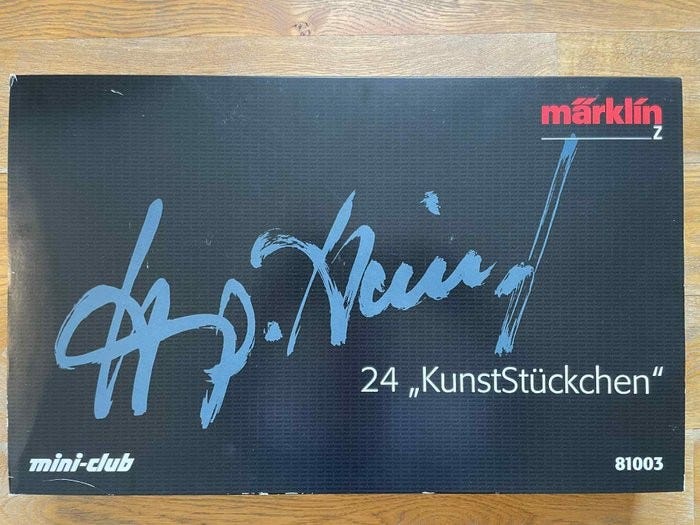 märklin
Z
24 „KunstStückchen“
mini-club
81003